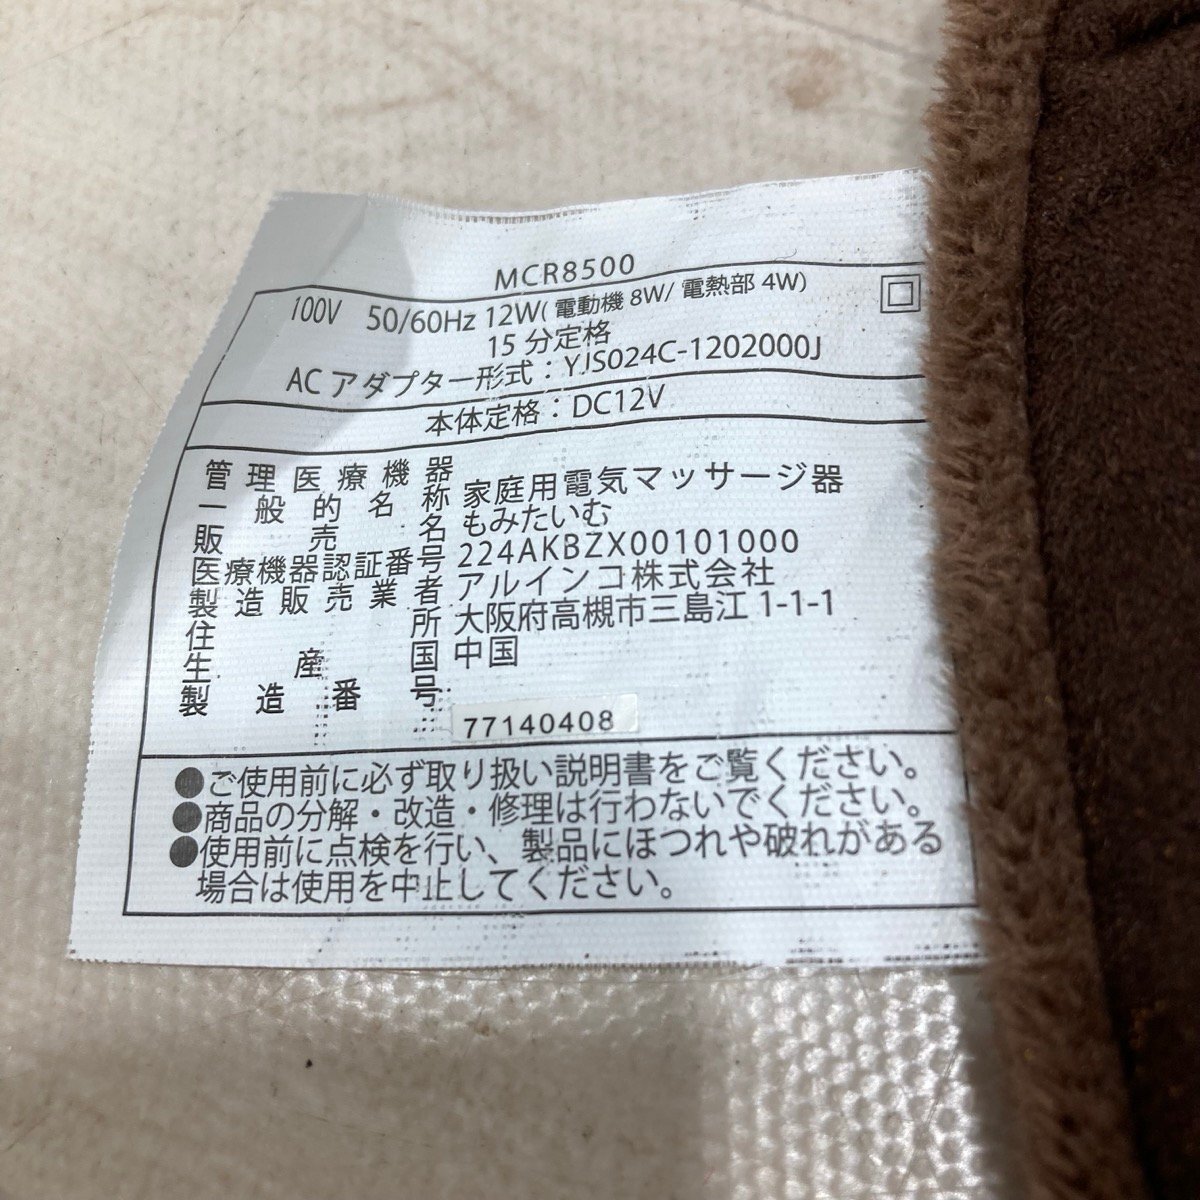 MCR8500
100V 50/60Hz 12W(電動機 8W/ 電熱部 4W)
15 分定格
AC アダプター形式：YJS024C-1202000J
本体定格：DC12V
管理医療機器
一般的名称 家庭用電気マッサージ器
販売名 もみたいむ
医療機器認証番号 224AKBZX00101000
製造販売業者 アルインコ株式会社
住所 大阪府高槻市三島江 1-1-1
生産国 中国
製造番号 77140408
●ご使用前に必ず取り扱い説明書をご覧ください。
●商品の分解・改造・修理は行わないでください。
●使用前に点検を行い、製品にほつれや破れがある
場合は使用を中止してください。